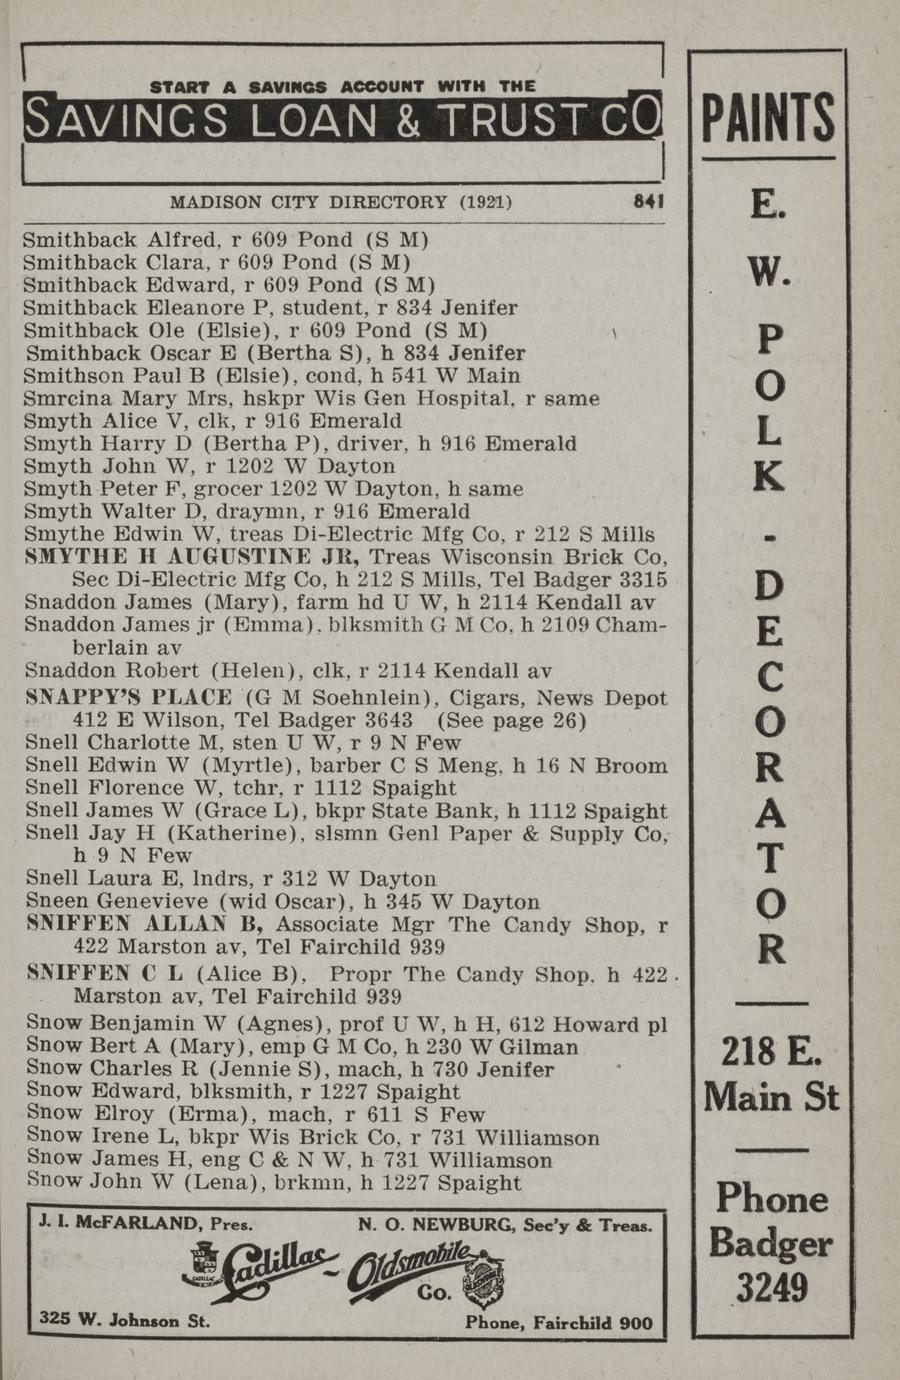 START A SAVINGS ACCOUNT WITH THE
SAVINGS LOAN & TRUST CO
MADISON CITY DIRECTORY (1921) 841
Smithback Alfred, r 609 Pond (S M)
Smithback Clara, r 609 Pond (S M)
Smithback Edward, r 609 Pond (S M)
Smithback Eleanore P, student, r 834 Jenifer
Smithback Ole (Elsie), r 609 Pond (S M)
Smithback Oscar E (Bertha S), h 834 Jenifer
Smithson Paul B (Elsie), cond, h 541 W Main
Smrcina Mary Mrs, hskpr Wis Gen Hospital, r same
Smyth Alice V, clk, r 916 Emerald
Smyth Harry D (Bertha P), driver, h 916 Emerald
Smyth John W, r 1202 W Dayton
Smyth Peter F, grocer 1202 W Dayton, h same
Smyth Walter D, draymn, r 916 Emerald
Smythe Edwin W, treas Di-Electric Mfg Co, r 212 S Mills
SMYTHE H AUGUSTINE JR, Treas Wisconsin Brick Co,
Sec Di-Electric Mfg Co, h 212 S Mills, Tel Badger 3315
Snaddon James (Mary), farm hd U W, h 2114 Kendall av
Snaddon James jr (Emma), blksmith G M Co, h 2109 Cham-
berlain av
Snaddon Robert (Helen), clk, r 2114 Kendall av
SNAPPY'S PLACE (G M Soehnlein), Cigars, News Depot
412 E Wilson, Tel Badger 3643 (See page 26)
Snell Charlotte M, sten U W, r 9 N Few
Snell Edwin W (Myrtle), barber C S Meng, h 16 N Broom
Snell Florence W, tchr, r 1112 Spaight
Snell James W (Grace L), bkpr State Bank, h 1112 Spaight
Snell Jay H (Katherine), slsmn Genl Paper & Supply Co,
h 9 N Few
Snell Laura E, lndrs, r 312 W Dayton
Sneen Genevieve (wid Oscar), h 345 W Dayton
SNIFFEN ALLAN B, Associate Mgr The Candy Shop, r
422 Marston av, Tel Fairchild 939
SNIFFEN C L (Alice B), Propr The Candy Shop, h 422
Marston av, Tel Fairchild 939
Snow Benjamin W (Agnes), prof U W, h H, 612 Howard pl
Snow Bert A (Mary), emp G M Co, h 230 W Gilman
Snow Charles R (Jennie S), mach, h 730 Jenifer
Snow Edward, blksmith, r 1227 Spaight
Snow Elroy (Erma), mach, r 611 S Few
Snow Irene L, bkpr Wis Brick Co, r 731 Williamson
Snow James H, eng C & N W, h 731 Williamson
Snow John W (Lena), brkmn, h 1227 Spaight
J. I. McFARLAND, Pres. N. O. NEWBURG, Sec'y & Treas.
Cadillac - Oldsmobile
Co.
325 W. Johnson St. Phone, Fairchild 900
PAINTS
E.
W.
P
O
L
K
-
D
E
C
O
R
A
T
O
R
218 E.
Main St
Phone
Badger
3249